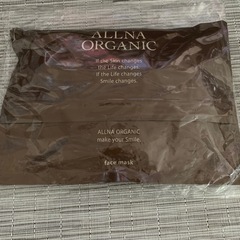 ALLNA
ORGANIC
If the Skin changes
the Life changes.
If the Life changes
Smile changes.
ALLNA ORGANIC
make your Smile.
face mask